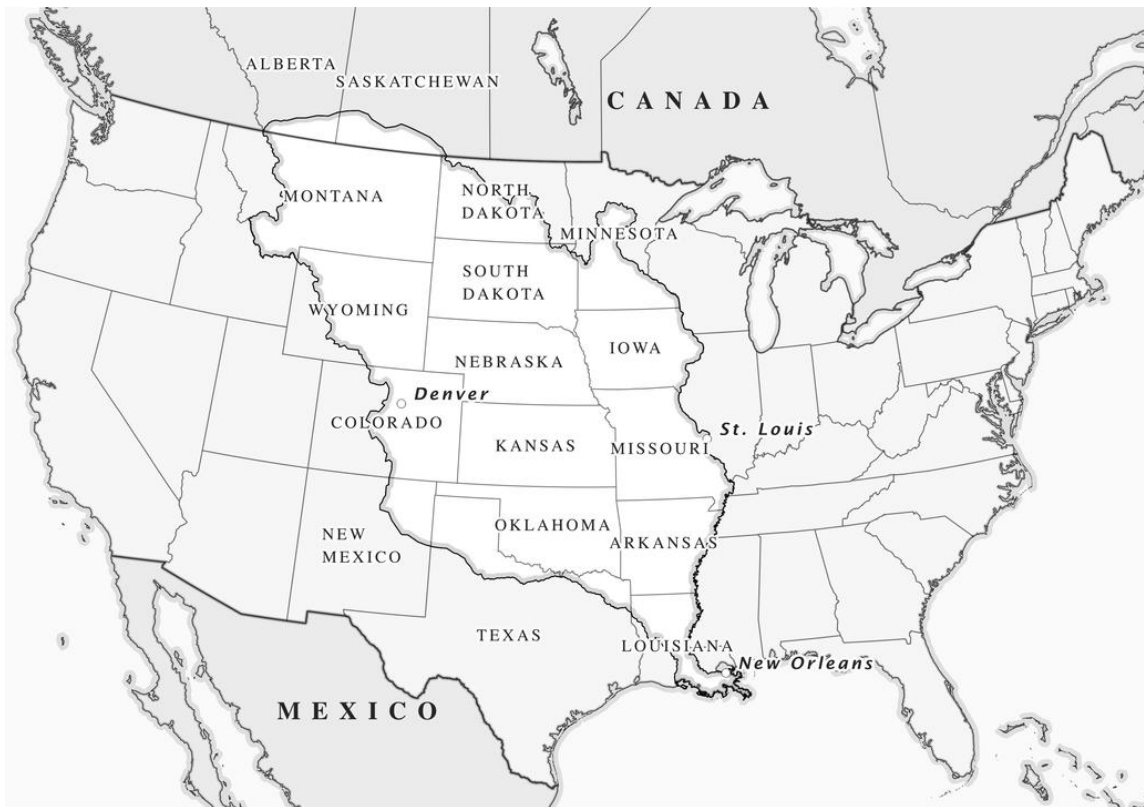 ALBERTA
SASKATCHEWAN
CANADA
MONTANA
NORTH
DAKOTA
MINNESOTA
SOUTH
DAKOTA
WYOMING
IOWA
NEBRASKA
Denver
COLORADO
St. Louis
KANSAS
MISSOURI
OKLAHOMA
NEW
MEXICO
ARKANSAS
TEXAS
LOUISIANA
New Orleans
MEXICO